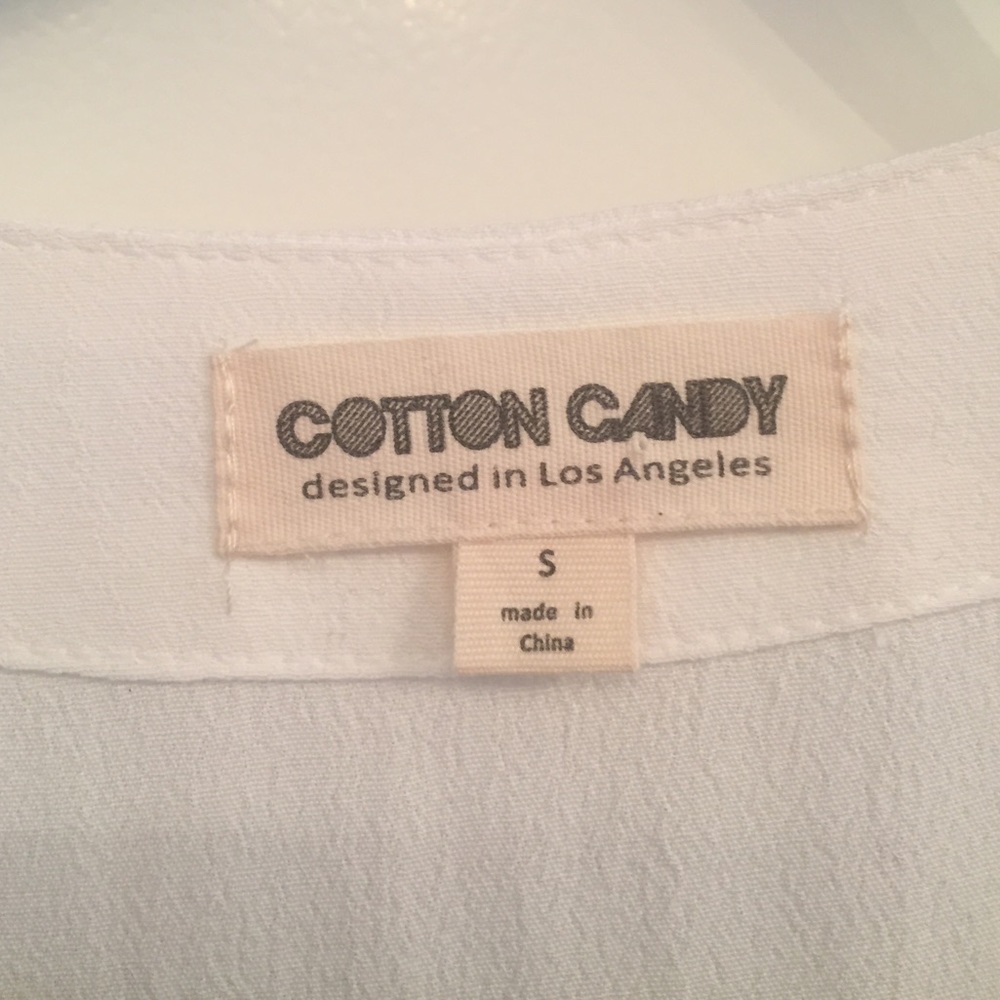 COTTON CANDY
designed in Los Angeles
S
made in
China